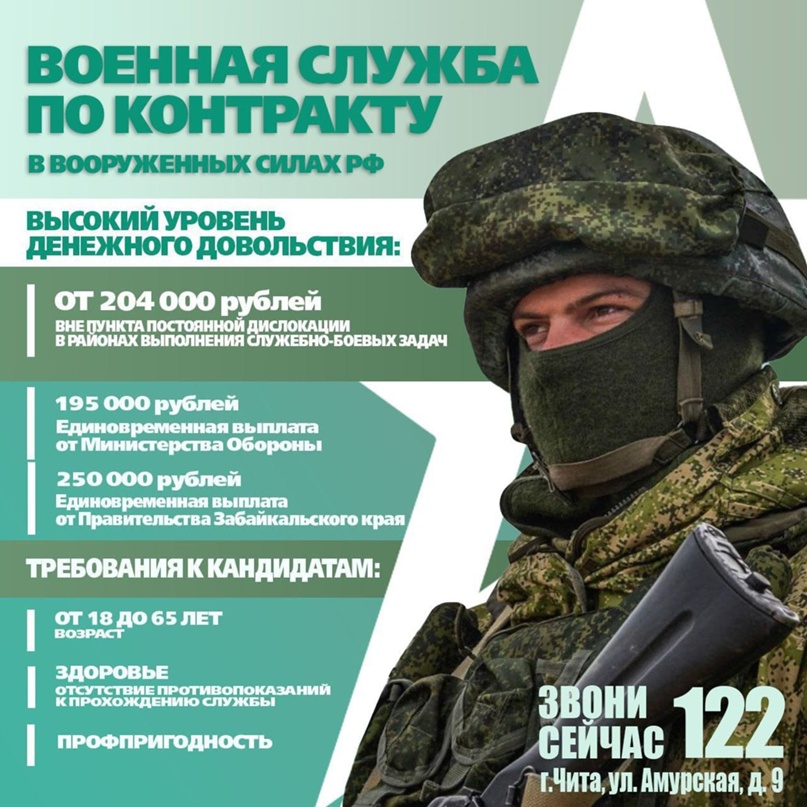 ВОЕННАЯ СЛУЖБА
ПО КОНТРАКТУ
В ВООРУЖЕННЫХ СИЛАХ РФ
ВЫСОКИЙ УРОВЕНЬ
ДЕНЕЖНОГО ДОВОЛЬСТВИЯ:
ОТ 204 000 рублей
ВНЕ ПУНКТА ПОСТОЯННОЙ ДИСЛОКАЦИИ
В РАЙОНАХ ВЫПОЛНЕНИЯ СЛУЖЕБНО-БОЕВЫХ ЗАДАЧ
195 000 рублей
Единовременная выплата
от Министерства Обороны
250 000 рублей
Единовременная выплата
от Правительства Забайкальского края
ТРЕБОВАНИЯ К КАНДИДАТАМ:
ОТ 18 ДО 65 ЛЕТ
ВОЗРАСТ
ЗДОРОВЬЕ
ОТСУТСТВИЕ ПРОТИВОПОКАЗАНИЙ
К ПРОХОЖДЕНИЮ СЛУЖБЫ
ПРОФПРИГОДНОСТЬ
ЗВОНИ
СЕЙЧАС 122
г.Чита, ул. Амурская, д. 9